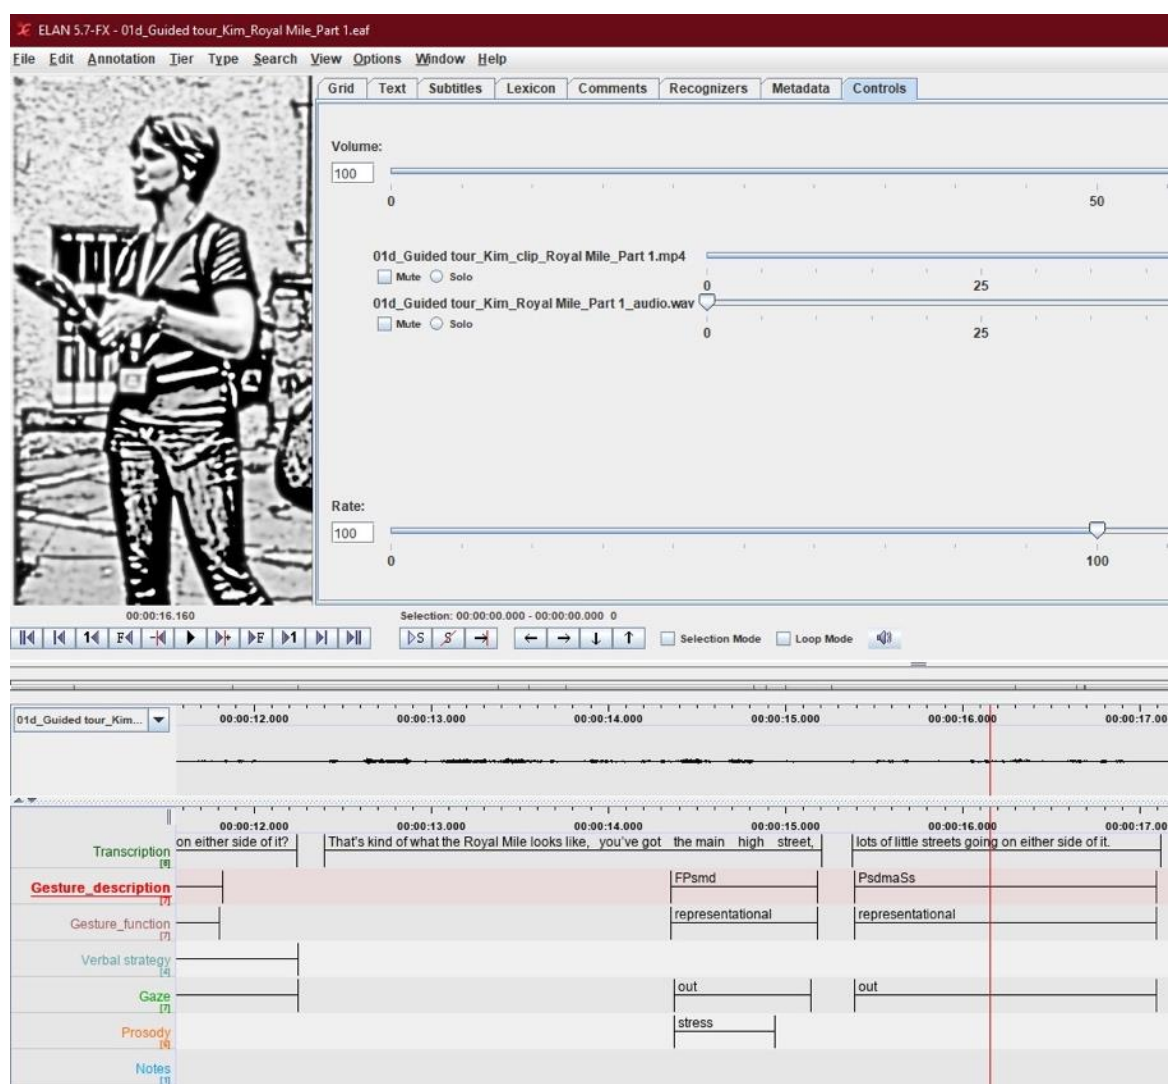 ELAN 5.7-FX - 01d_Guided tour_Kim_Royal Mile_Part 1.eaf
File Edit Annotation Tier Type Search View Options Window Help
Grid Text Subtitles Lexicon Comments Recognizers Metadata Controls
Volume:
100
0 50
01d_Guided tour_Kim_clip_Royal Mile_Part 1.mp4
Mute Solo
0 25
01d_Guided tour_Kim_Royal Mile_Part 1_audio.wav
Mute Solo
0 25
Rate:
100
0 100
00:00:16.160 Selection: 00:00:00.000 - 00:00:00.000 0
1 F F 1 S S Selection Mode Loop Mode
01d_Guided tour_Kim... 00:00:12.000 00:00:13.000 00:00:14.000 00:00:15.000 00:00:16.000 00:00:17.00
00:00:12.000 00:00:13.000 00:00:14.000 00:00:15.000 00:00:16.000 00:00:17.00
Transcription on either side of it? That's kind of what the Royal Mile looks like, you've got the main high street, lots of little streets going on either side of it.
[8]
Gesture_description FPsmd PsdmaSs
[7]
Gesture_function representational representational
[7]
Verbal strategy
[4]
Gaze out out
[7]
Prosody stress
[6]
Notes
[1]